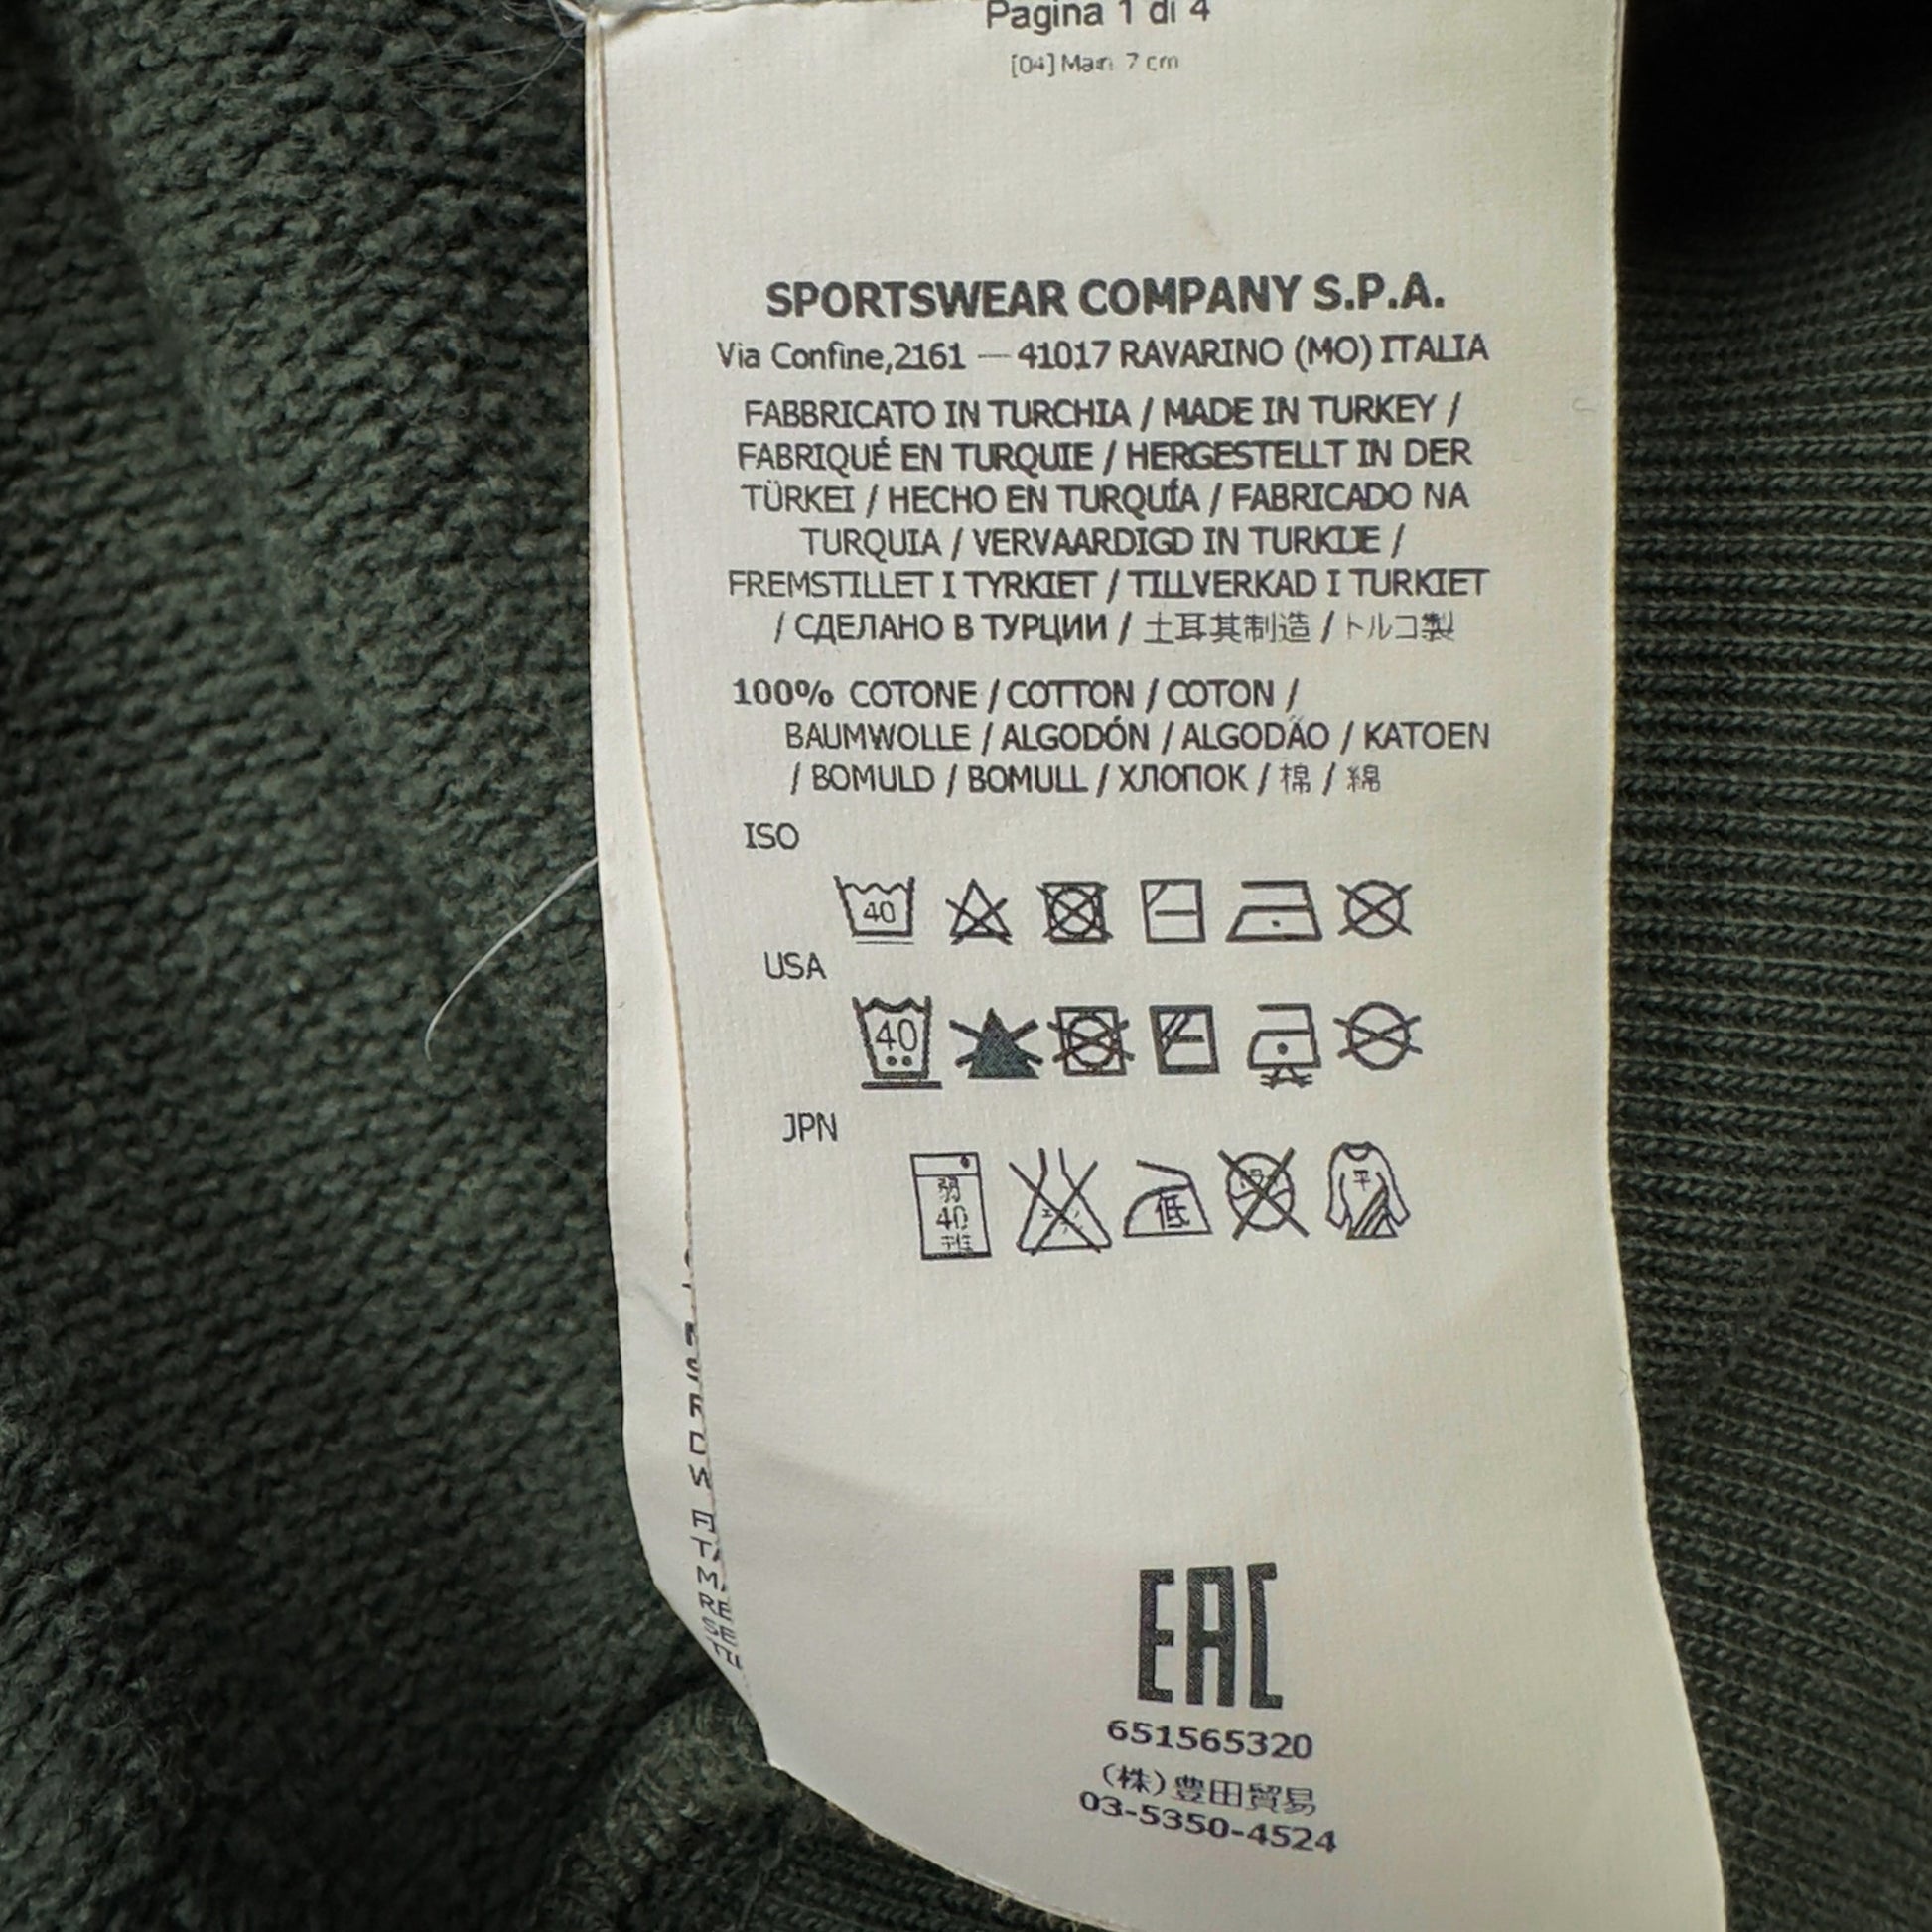 Pagina 1 di 4
[04] Man 7 cm
SPORTSWEAR COMPANY S.P.A.
Via Confine,2161 — 41017 RAVARINO (MO) ITALIA
FABBRICATO IN TURCHIA / MADE IN TURKEY /
FABRIQUÉ EN TURQUIE / HERGESTELLT IN DER
TÜRKEI / HECHO EN TURQUÍA / FABRICADO NA
TURQUIA / VERVAARDIGD IN TURKIJE /
FREMSTILLET I TYRKIET / TILLVERKAD I TURKIET
/ СДЕЛАНО В ТУРЦИИ / 土耳其制造 / トルコ製
100% COTONE / COTTON / COTON /
BAUMWOLLE / ALGODÓN / ALGODÃO / KATOEN
/ BOMULD / BOMULL / ХЛОПОК / 棉 / 綿
ISO
40
USA
40
JPN
弱
40
中性
低
平
EAC
651565320
(株)豊田貿易
03-5350-4524